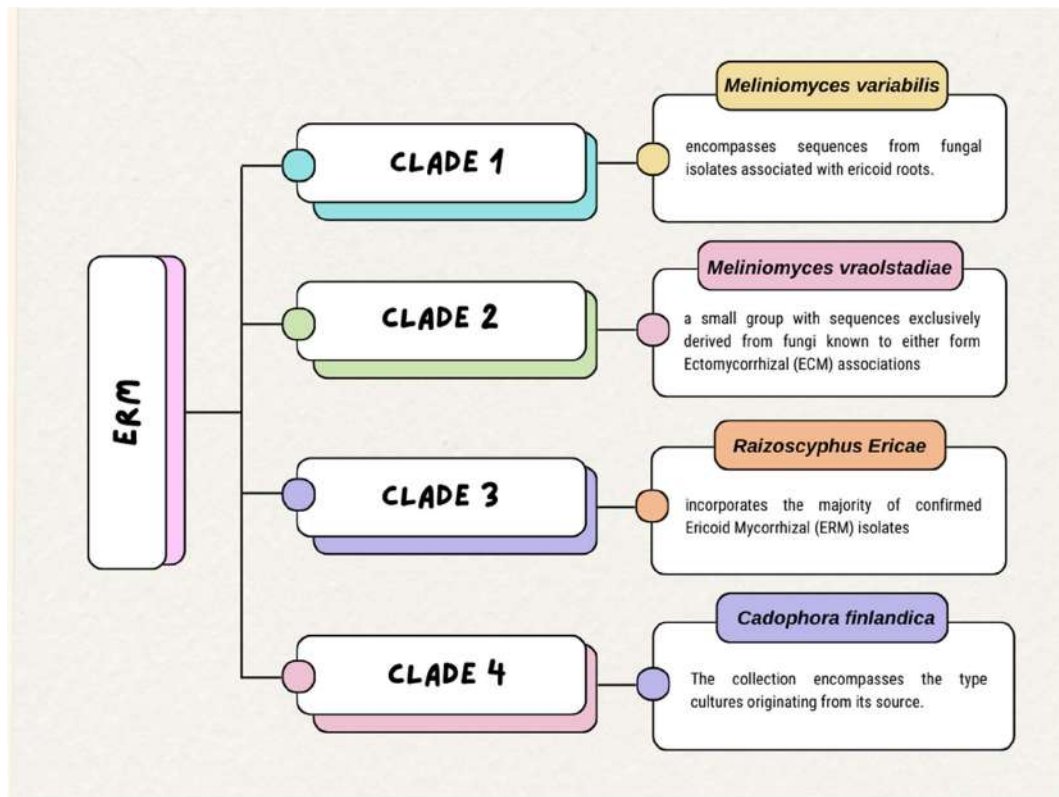 ERM
CLADE 1
Meliniomyces variabilis
encompasses sequences from fungal
isolates associated with ericoid roots.
CLADE 2
Meliniomyces vraolstadiae
a small group with sequences exclusively
derived from fungi known to either form
Ectomycorrhizal (ECM) associations
CLADE 3
Raizoscyphus Ericae
incorporates the majority of confirmed
Ericoid Mycorrhizal (ERM) isolates
CLADE 4
Cadophora finlandica
The collection encompasses the type
cultures originating from its source.